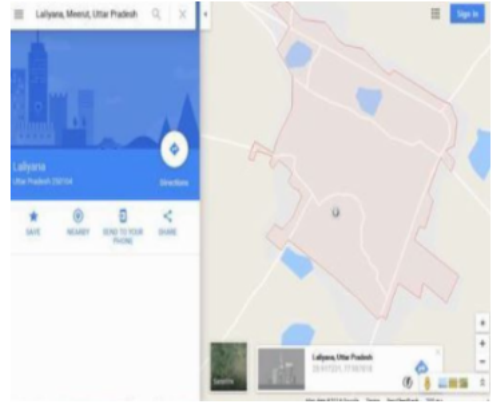 Laliyana, Meerut, Uttar Pradesh
Sign in
Laliyana
Uttar Pradesh 250104
Directions
SAVE
NEARBY
SEND TO YOUR
PHONE
SHARE
Laliyana, Uttar Pradesh
Satellite